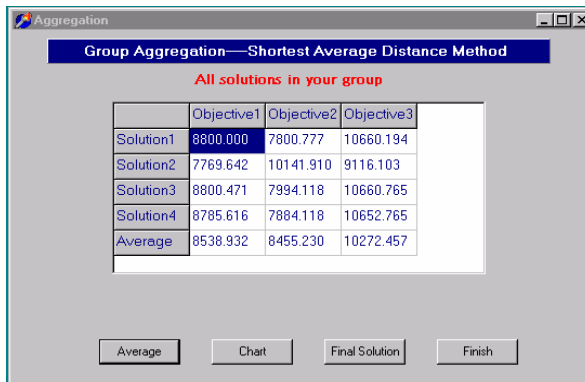 Aggregation
Group Aggregation—Shortest Average Distance Method
All solutions in your group
Objective1 Objective2 Objective3
Solution1 8800.000 7800.777 10660.194
Solution2 7769.642 10141.910 9116.103
Solution3 8800.471 7994.118 10660.765
Solution4 8785.616 7884.118 10652.765
Average 8538.932 8455.230 10272.457
Average Chart Final Solution Finish